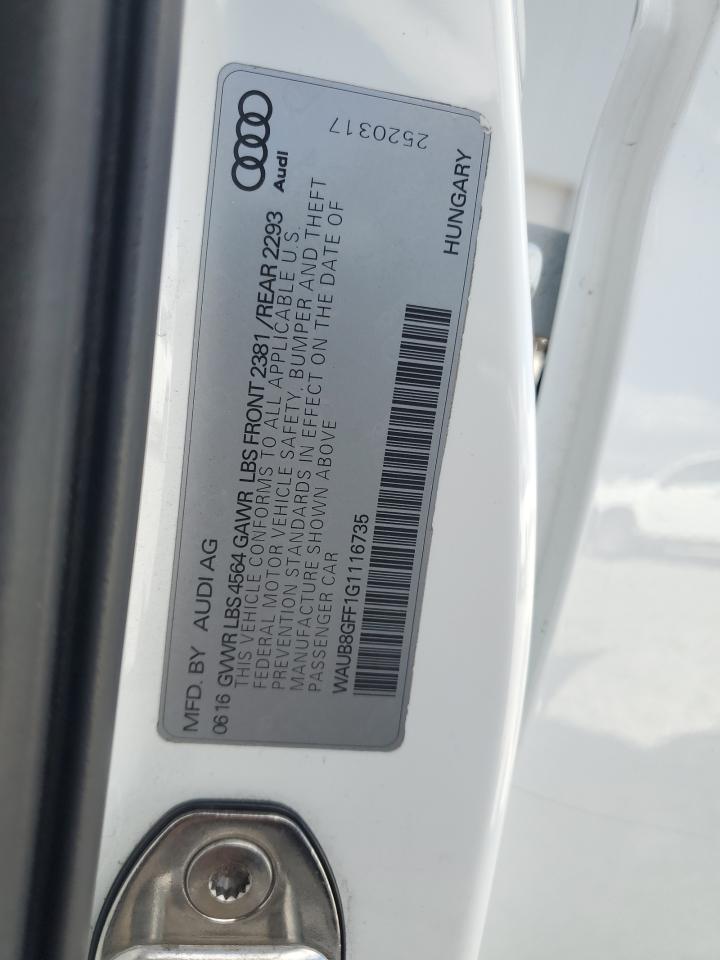 MFD. BY AUDI AG
0616 GVWR LBS 4564 GAWR LBS FRONT 2381 /REAR 2293
THIS VEHICLE CONFORMS TO ALL APPLICABLE U.S.
FEDERAL MOTOR VEHICLE SAFETY. BUMPER AND THEFT
PREVENTION STANDARDS IN EFFECT ON THE DATE OF
MANUFACTURE SHOWN ABOVE
PASSENGER CAR
WAUB8GFF1G1116735
Audi
2520317
HUNGARY